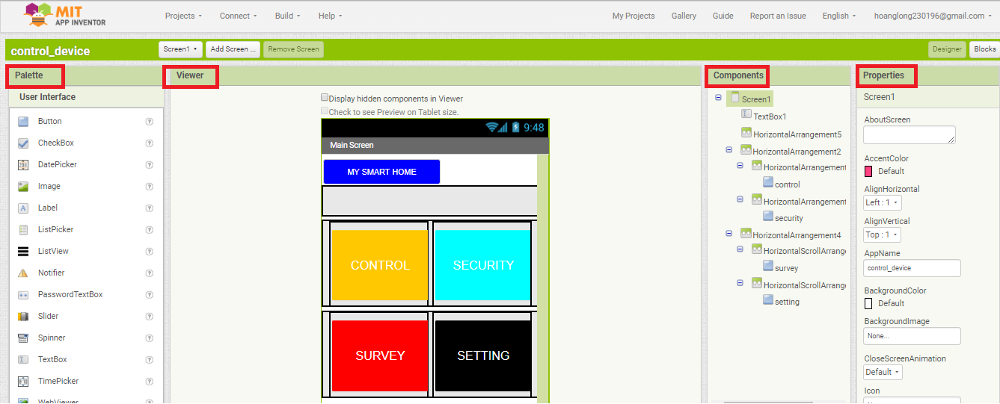 MIT
APP INVENTOR
Projects Connect Build Help My Projects Gallery Guide Report an Issue English hoanglong230196@gmail.com
control_device Screen1 Add Screen ... Remove Screen Designer Blocks
Palette
User Interface
Button ?
CheckBox ?
DatePicker ?
Image ?
Label ?
ListPicker ?
ListView ?
Notifier ?
PasswordTextBox ?
Slider ?
Spinner ?
TextBox ?
TimePicker ?
WebViewer
Viewer
Display hidden components in Viewer
Check to see Preview on Tablet size.
9:48
Main Screen
MY SMART HOME
CONTROL SECURITY
SURVEY SETTING
Components
Screen1
TextBox1
HorizontalArrangement5
HorizontalArrangement2
HorizontalArrangement
control
HorizontalArrangement
security
HorizontalArrangement4
HorizontalScrollArrange
survey
HorizontalScrollArrange
setting
Properties
Screen1
AboutScreen
AccentColor
Default
AlignHorizontal
Left : 1
AlignVertical
Top : 1
AppName
control_device
BackgroundColor
Default
BackgroundImage
None...
CloseScreenAnimation
Default
Icon